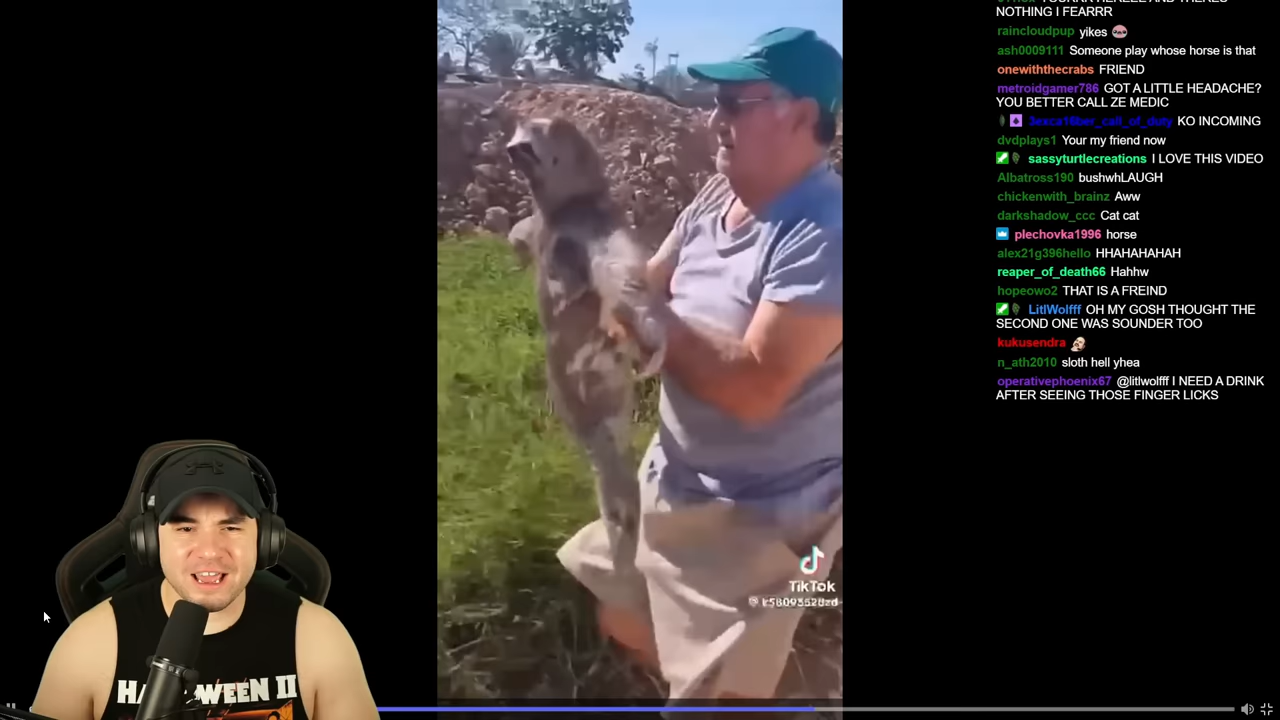 NOTHING I FEARRR
raincloudpup yikes
ash0009111 Someone play whose horse is that
onewiththecrabs FRIEND
metroidgamer786 GOT A LITTLE HEADACHE?
YOU BETTER CALL ZE MEDIC
3exca16ber_call_of_duty KO INCOMING
dvdplays1 Your my friend now
sassyturtlecreations I LOVE THIS VIDEO
Albatross190 bushwhLAUGH
chickenwith_brainz Aww
darkshadow_ccc Cat cat
plechovka1996 horse
alex21g396hello HHAHAHAHAH
reaper_of_death66 Hahhw
hopeowo2 THAT IS A FREIND
LitlWolfff OH MY GOSH THOUGHT THE
SECOND ONE WAS SOUNDER TOO
kukusendra
n_ath2010 sloth hell yhea
operativephoenix67 @litlwolfff I NEED A DRINK
AFTER SEEING THOSE FINGER LICKS
TikTok